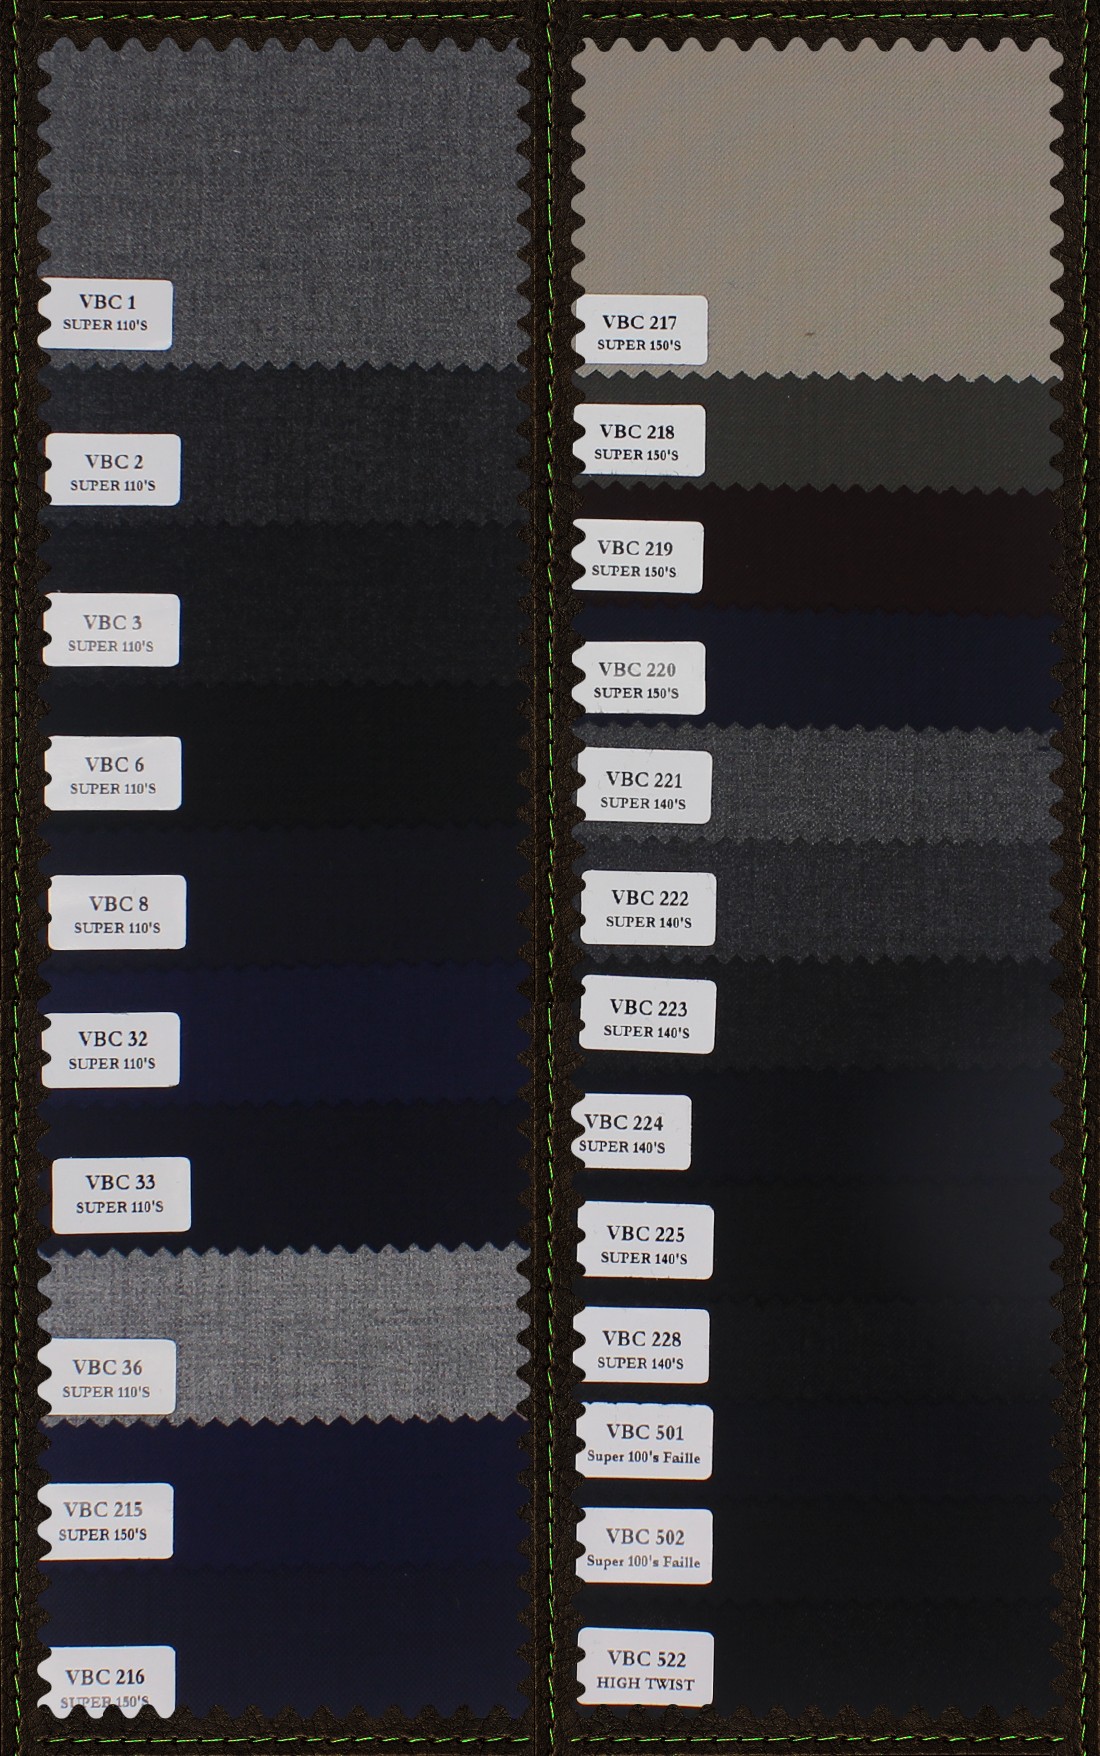 VBC 1
SUPER 110'S
VBC 2
SUPER 110'S
VBC 3
SUPER 110'S
VBC 6
SUPER 110'S
VBC 8
SUPER 110'S
VBC 32
SUPER 110'S
VBC 33
SUPER 110'S
VBC 36
SUPER 110'S
VBC 215
SUPER 150'S
VBC 216
SUPER 150'S
VBC 217
SUPER 150'S
VBC 218
SUPER 150'S
VBC 219
SUPER 150'S
VBC 220
SUPER 150'S
VBC 221
SUPER 140'S
VBC 222
SUPER 140'S
VBC 223
SUPER 140'S
VBC 224
SUPER 140'S
VBC 225
SUPER 140'S
VBC 228
SUPER 140'S
VBC 501
Super 100's Faille
VBC 502
Super 100's Faille
VBC 522
HIGH TWIST